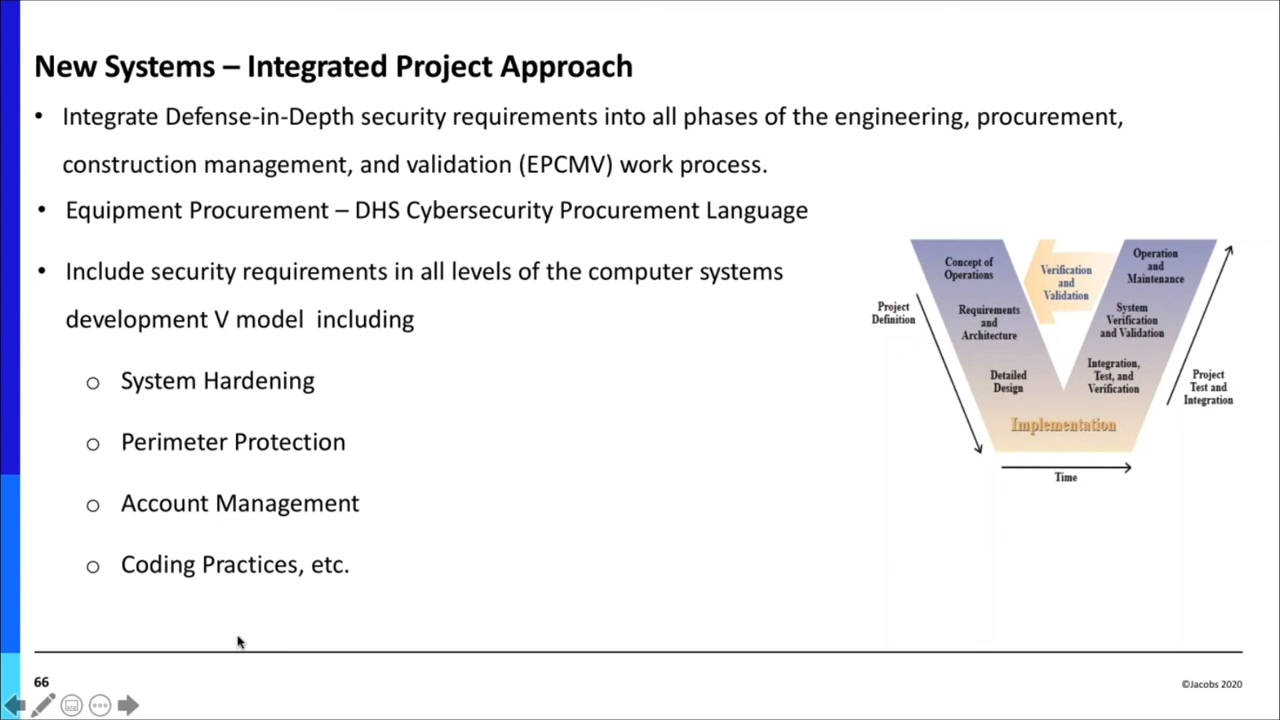 New Systems – Integrated Project Approach
• Integrate Defense-in-Depth security requirements into all phases of the engineering, procurement,
construction management, and validation (EPCMV) work process.
• Equipment Procurement – DHS Cybersecurity Procurement Language
• Include security requirements in all levels of the computer systems
development V model including
o System Hardening
o Perimeter Protection
o Account Management
o Coding Practices, etc.
Project
Definition
Concept of
Operations
Requirements
and
Architecture
Detailed
Design
Implementation
Verification
and
Validation
Operation
and
Maintenance
System
Verification
and Validation
Integration,
Test, and
Verification
Project
Test and
Integration
Time
66
©Jacobs 2020